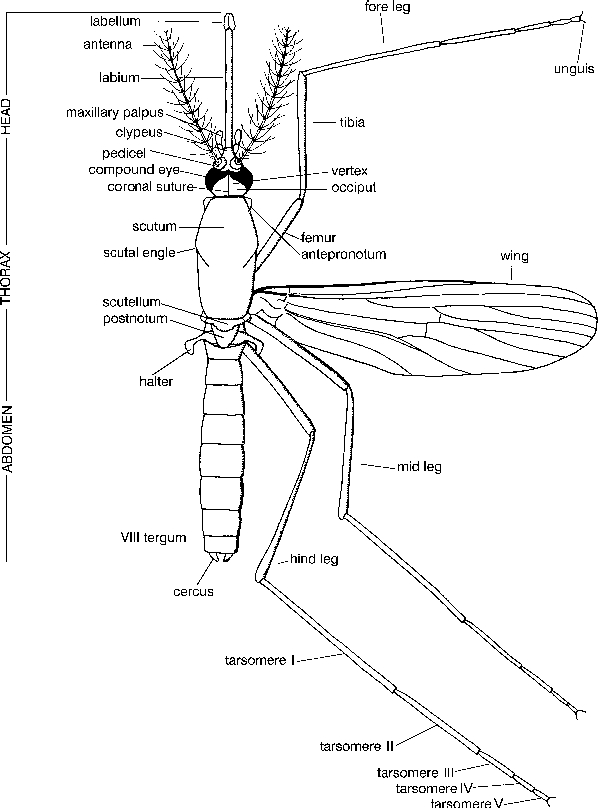 fore leg
labellum
antenna
unguis
labium
HEAD
maxillary palpus
tibia
clypeus
pedicel
compound eye
vertex
coronal suture
occiput
scutum
femur
scutal engle
antepronotum
wing
THORAX
scutellum
postnotum
halter
ABDOMEN
mid leg
VIII tergum
hind leg
cercus
tarsomere I
tarsomere II
tarsomere III
tarsomere IV
tarsomere V